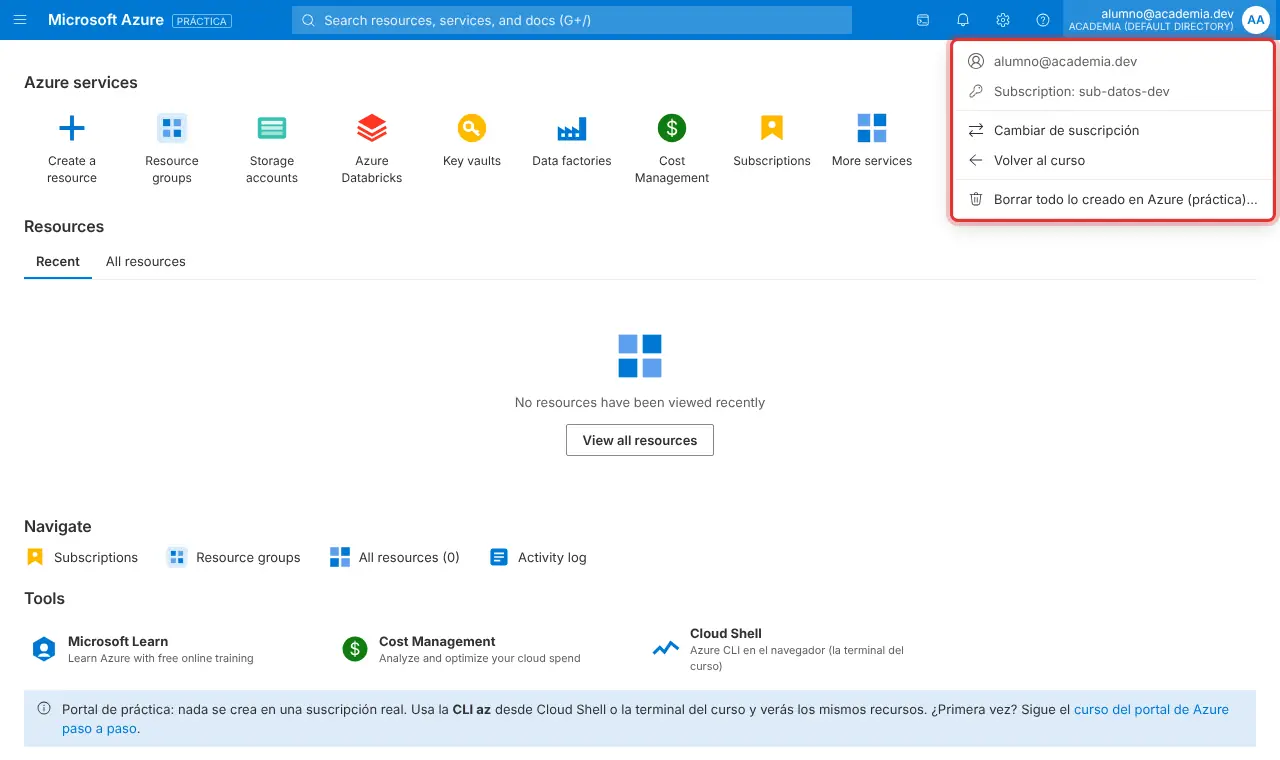 Microsoft Azure PRÁCTICA
Search resources, services, and docs (G+/)
alumno@academia.dev
ACADEMIA (DEFAULT DIRECTORY)
AA
alumno@academia.dev
Subscription: sub-datos-dev
Cambiar de suscripción
Volver al curso
Borrar todo lo creado en Azure (práctica)...
Azure services
Create a
resource
Resource
groups
Storage
accounts
Azure
Databricks
Key vaults
Data factories
Cost
Management
Subscriptions
More services
Resources
Recent
All resources
No resources have been viewed recently
View all resources
Navigate
Subscriptions
Resource groups
All resources (0)
Activity log
Tools
Microsoft Learn
Learn Azure with free online training
Cost Management
Analyze and optimize your cloud spend
Cloud Shell
Azure CLI en el navegador (la terminal del
curso)
Portal de práctica: nada se crea en una suscripción real. Usa la CLI az desde Cloud Shell o la terminal del curso y verás los mismos recursos. ¿Primera vez? Sigue el curso del portal de Azure
paso a paso.